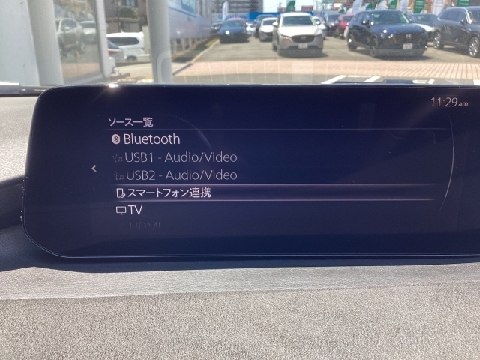 11:29
ソース一覧
Bluetooth
USB1 - Audio/Video
USB2 - Audio/Video
スマートフォン連携
TV